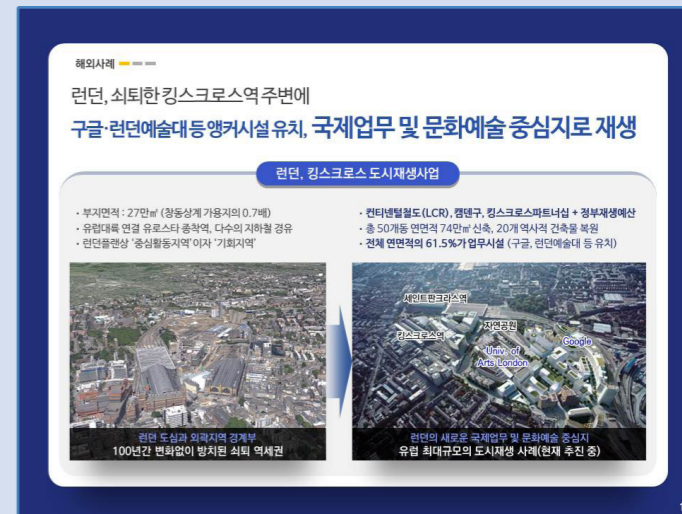 해외사례
런던, 쇠퇴한 킹스크로스역 주변에
구글·런던예술대 등 앵커시설 유치, 국제업무 및 문화예술 중심지로 재생
런던, 킹스크로스 도시재생사업
· 부지면적 : 27만㎡ (창동상계 가용지의 0.7배)
· 유럽대륙 연결 유로스타 종착역, 다수의 지하철 경유
· 런던플랜상 '중심활동지역'이자 '기회지역'
· 컨티넨털철도(LCR), 캠덴구, 킹스크로스파트너십 + 정부재생예산
· 총 50개동 연면적 74만㎡ 신축, 20개 역사적 건축물 복원
· 전체 연면적의 61.5%가 업무시설 (구글, 런던예술대 등 유치)
세인트판크라스역
킹스크로스역
자연공원
Univ. of
Arts London
Google
런던 도심과 외곽지역 경계부
100년간 변화없이 방치된 쇠퇴 역세권
런던의 새로운 국제업무 및 문화예술 중심지
유럽 최대규모의 도시재생 사례(현재 추진 중)